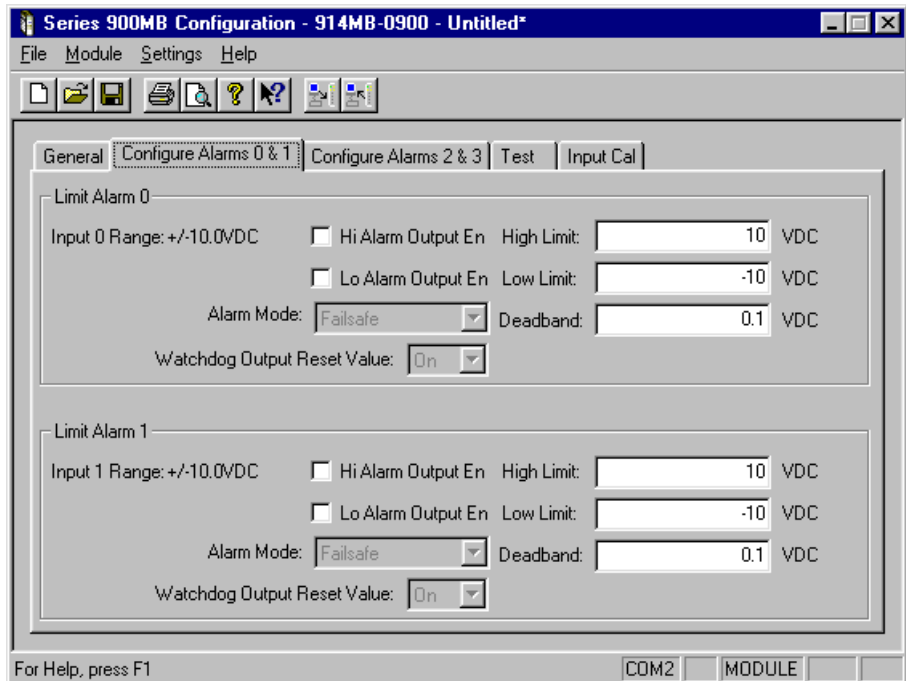 Series 900MB Configuration - 914MB-0900 - Untitled*
File Module Settings Help
General Configure Alarms 0 & 1 Configure Alarms 2 & 3 Test Input Cal
Limit Alarm 0
Input 0 Range: +/-10.0VDC Hi Alarm Output En High Limit: 10 VDC
Lo Alarm Output En Low Limit: -10 VDC
Alarm Mode: Failsafe Deadband: 0.1 VDC
Watchdog Output Reset Value: On
Limit Alarm 1
Input 1 Range: +/-10.0VDC Hi Alarm Output En High Limit: 10 VDC
Lo Alarm Output En Low Limit: -10 VDC
Alarm Mode: Failsafe Deadband: 0.1 VDC
Watchdog Output Reset Value: On
For Help, press F1 COM2 MODULE